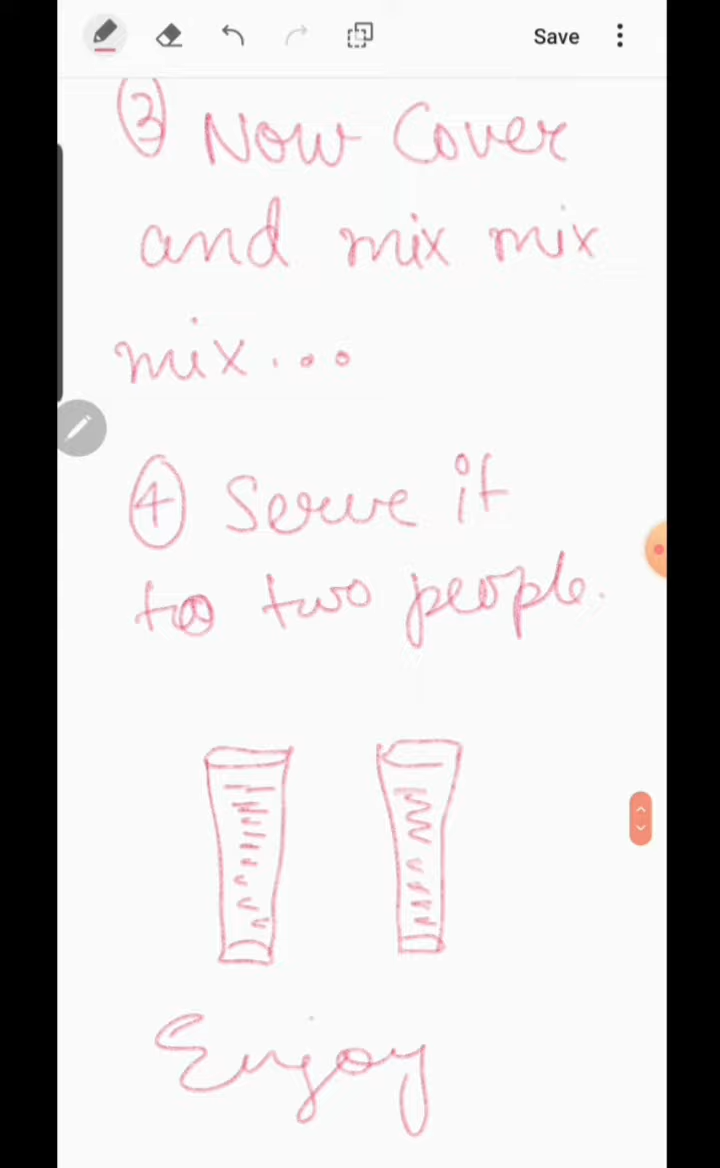 Save
③ Now Cover
and mix mix
mix...
④ Serve it
to two people.
Enjoy